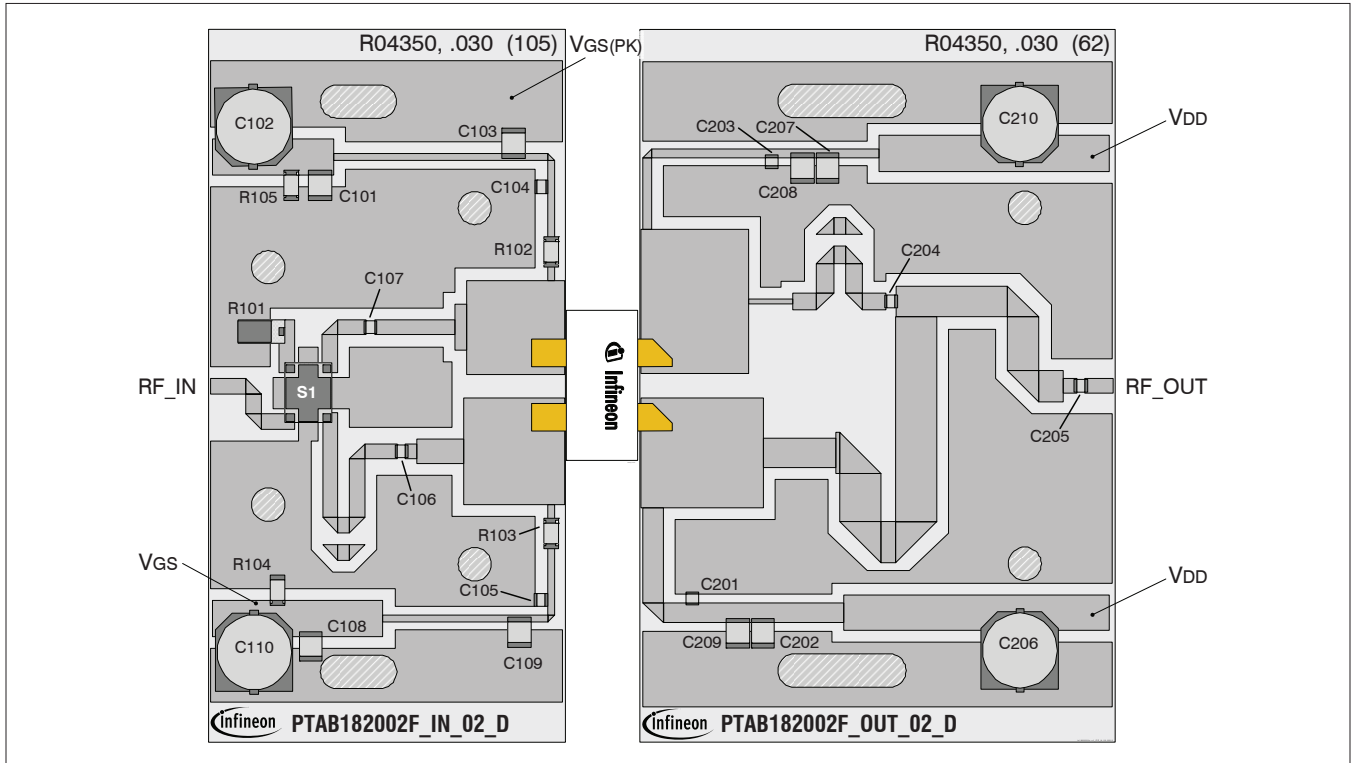 R04350, .030 (105)
VGS(PK)
R04350, .030 (62)
C102
C103
C104
R105
C101
R102
C107
R101
RF_IN
S1
C106
R103
VGS
R104
C105
C108
C110
C109
infineon PTAB182002F_IN_02_D
Infineon
C203
C207
C210
VDD
C208
C204
RF_OUT
C205
C201
VDD
C209
C202
C206
infineon PTAB182002F_OUT_02_D